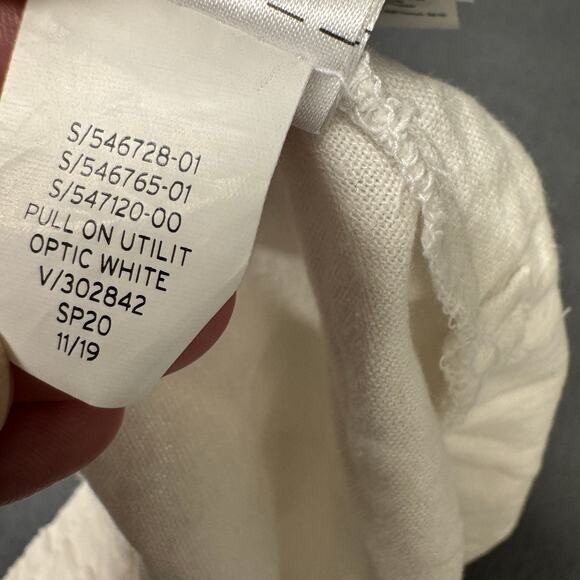 S/546728-01
S/546765-01
S/547120-00
PULL ON UTILIT
OPTIC WHITE
V/302842
SP20
11/19